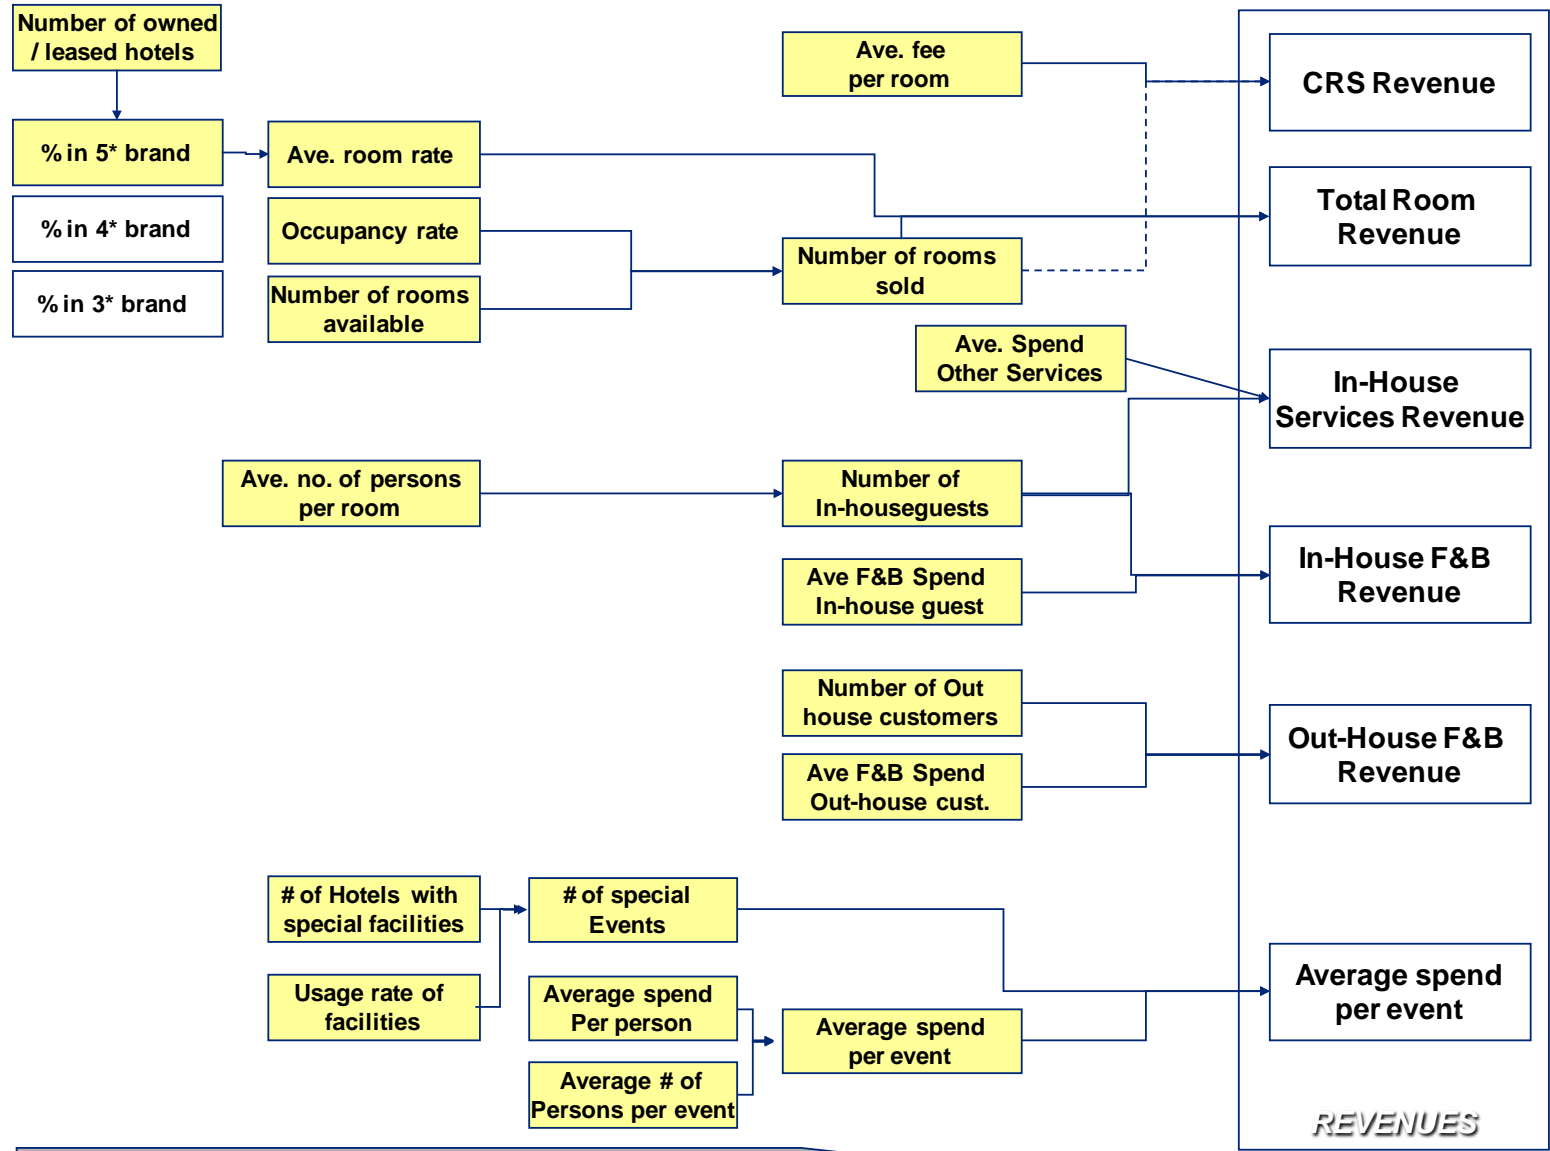 Number of owned
/ leased hotels
% in 5* brand
% in 4* brand
% in 3* brand
Ave. room rate
Occupancy rate
Number of rooms
available
Ave. fee
per room
Number of rooms
sold
Ave. Spend
Other Services
Ave. no. of persons
per room
Number of
In-houseguests
Ave F&B Spend
In-house guest
Number of Out
house customers
Ave F&B Spend
Out-house cust.
# of Hotels with
special facilities
Usage rate of
facilities
# of special
Events
Average spend
Per person
Average # of
Persons per event
Average spend
per event
CRS Revenue
Total Room
Revenue
In-House
Services Revenue
In-House F&B
Revenue
Out-House F&B
Revenue
Average spend
per event
REVENUES